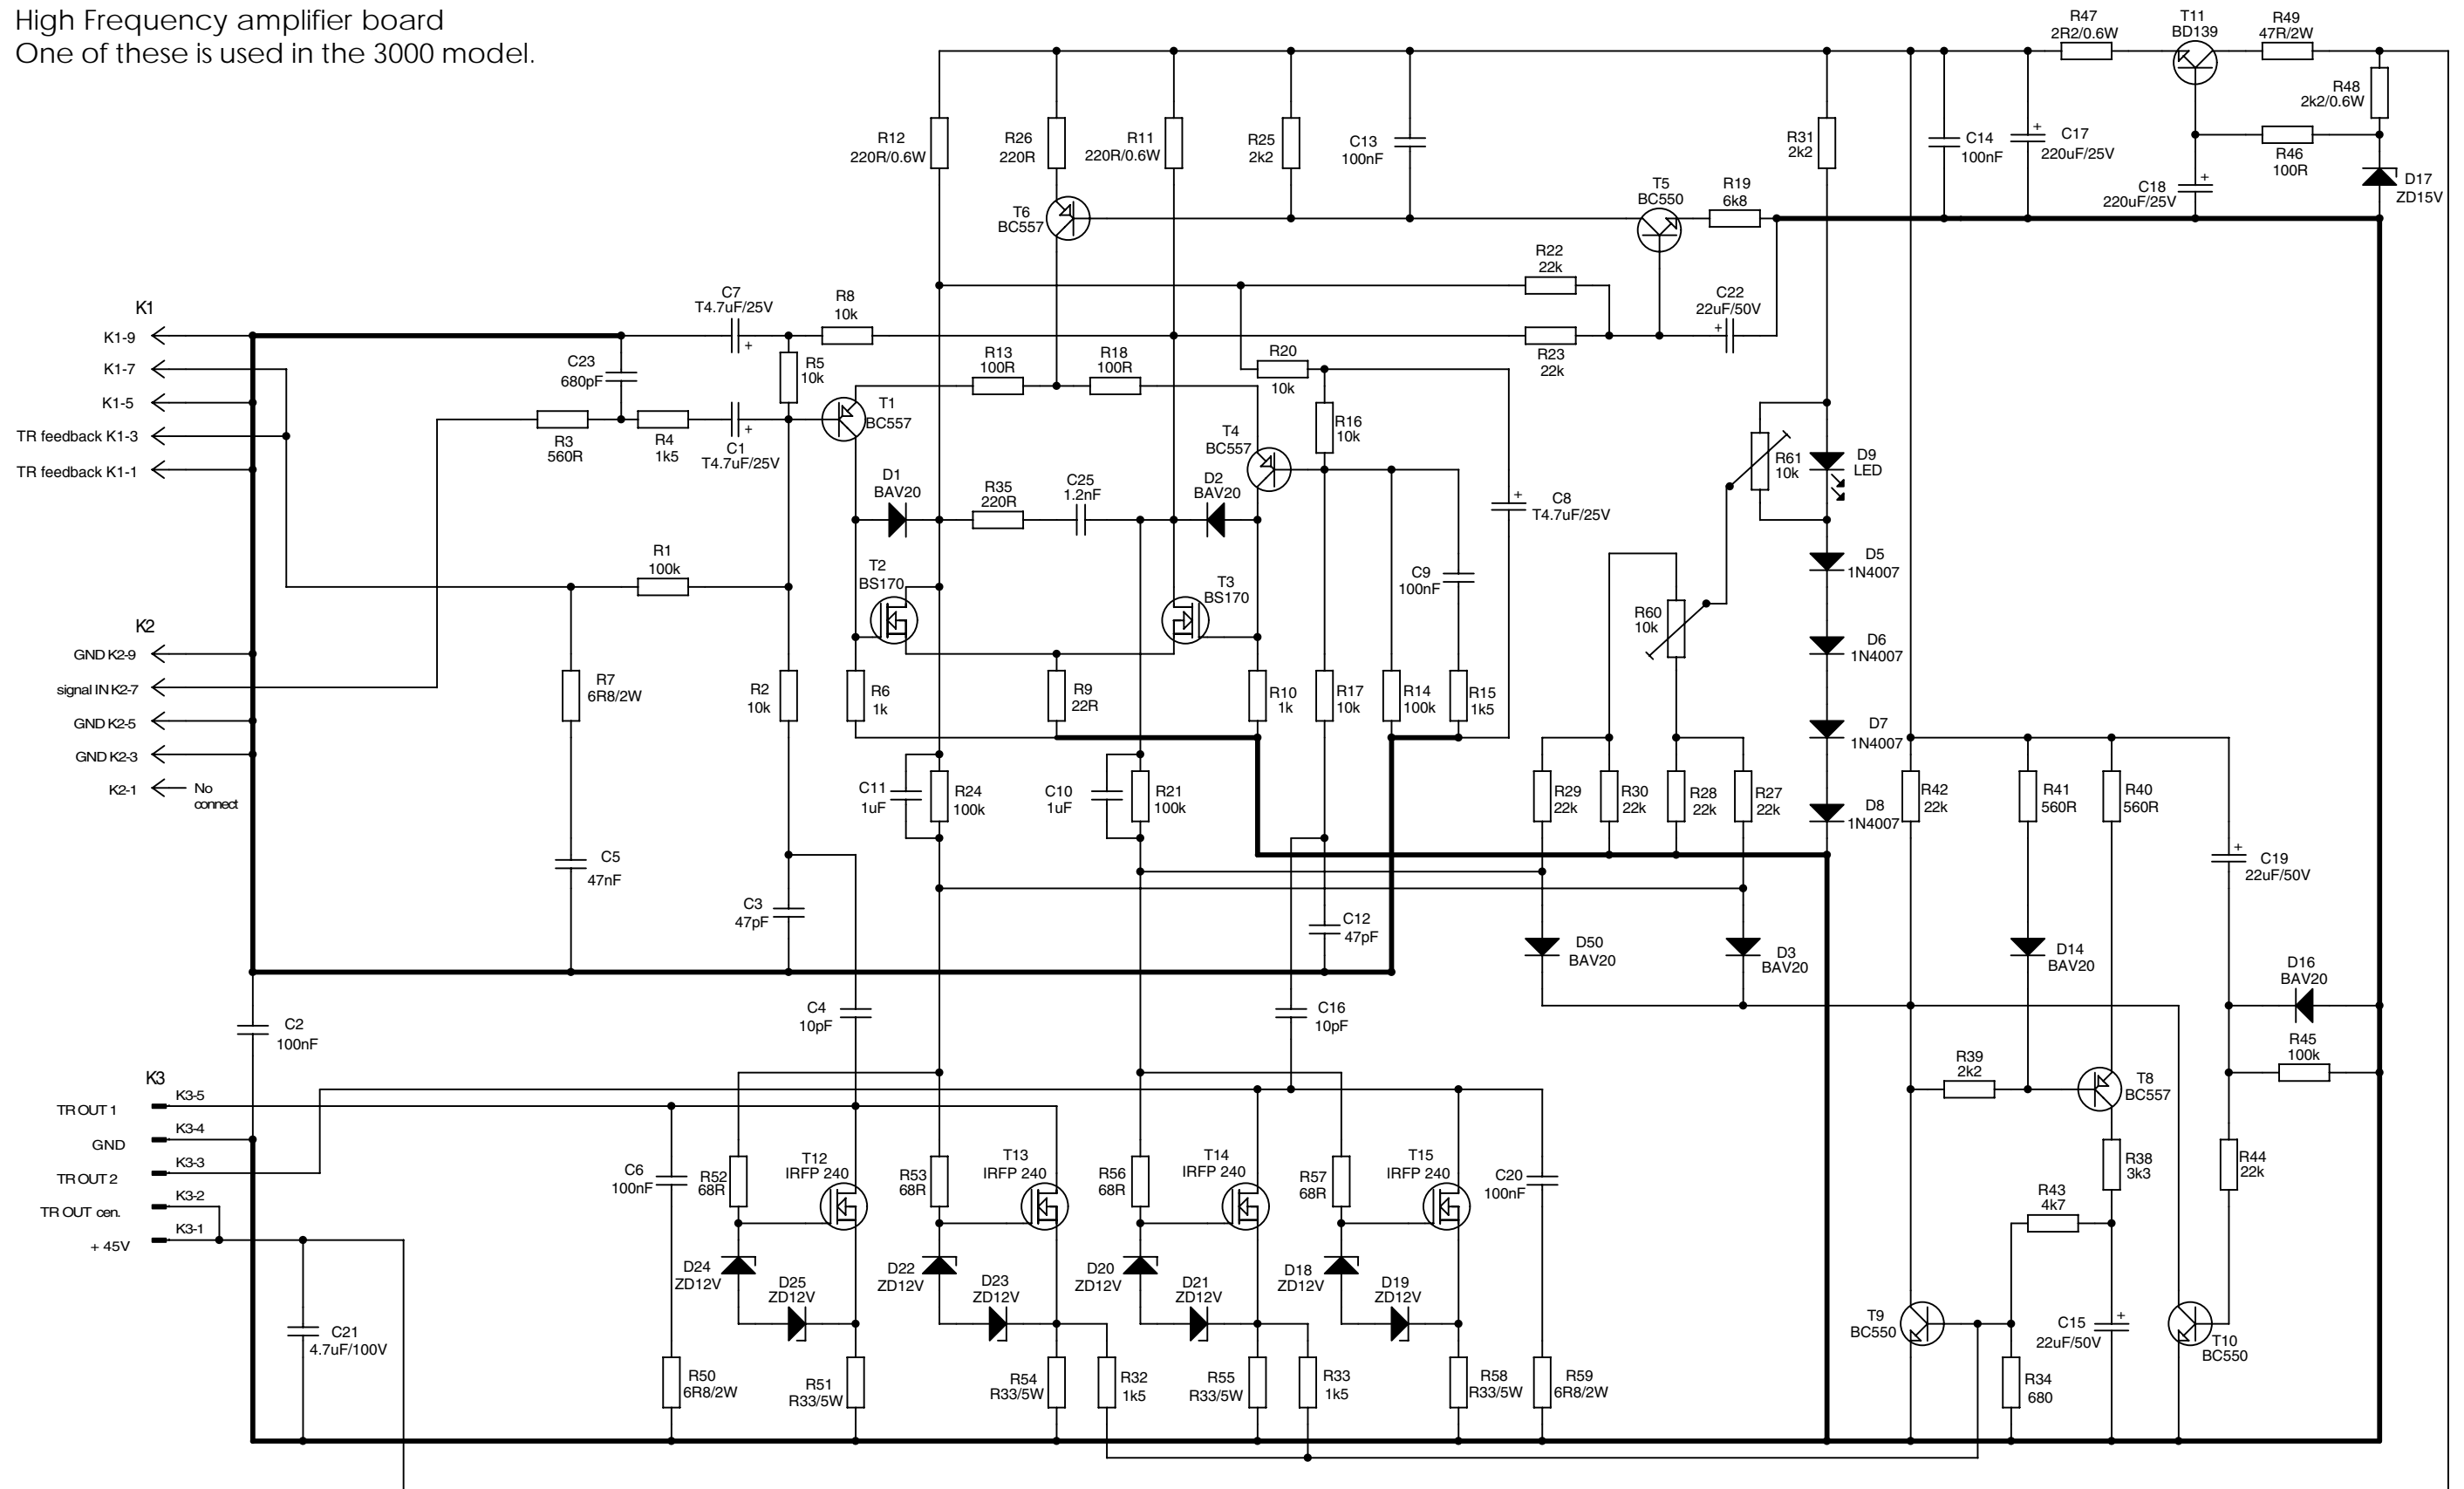 High Frequency amplifier board
One of these is used in the 3000 model.
R47
2R2/0.6W
T11
BD139
R49
47R/2W
R48
2k2/0.6W
R12
220R/0.6W
R26
220R
R11
220R/0.6W
R25
2k2
C13
100nF
R31
2k2
C14
100nF
+
C17
220uF/25V
R46
100R
+
C18
220uF/25V
D17
ZD15V
T6
BC557
T5
BC550
R19
6k8
R22
22k
C22
22uF/50V
+
R23
22k
K1
K1-9
K1-7
K1-5
TR feedback K1-3
TR feedback K1-1
C7
T4.7uF/25V
+
R8
10k
C23
680pF
R5
10k
R13
100R
R18
100R
R20
10k
R3
560R
R4
1k5
C1
T4.7uF/25V
+
T1
BC557
R16
10k
T4
BC557
R61
10k
D9
LED
D1
BAV20
R35
220R
C25
1.2nF
D2
BAV20
+
C8
T4.7uF/25V
R1
100k
T2
BS170
T3
BS170
C9
100nF
D5
1N4007
R60
10k
D6
1N4007
K2
GND K2-9
signal IN K2-7
GND K2-5
GND K2-3
K2-1
No
connect
R7
6R8/2W
R2
10k
R6
1k
R9
22R
R10
1k
R17
10k
R14
100k
R15
1k5
D7
1N4007
C11
1uF
R24
100k
C10
1uF
R21
100k
R29
22k
R30
22k
R28
22k
R27
22k
D8
1N4007
R42
22k
R41
560R
R40
560R
C5
47nF
C3
47pF
C12
47pF
+
C19
22uF/50V
D50
BAV20
D3
BAV20
D14
BAV20
D16
BAV20
C2
100nF
C4
10pF
C16
10pF
R39
2k2
R45
100k
T8
BC557
K3
TR OUT 1
K3-5
GND
K3-4
TR OUT 2
K3-3
TR OUT cen.
K3-2
+ 45V
K3-1
C6
100nF
R52
68R
T12
IRFP 240
R53
68R
T13
IRFP 240
R56
68R
T14
IRFP 240
R57
68R
T15
IRFP 240
C20
100nF
R38
3k3
R44
22k
R43
4k7
D24
ZD12V
D25
ZD12V
D22
ZD12V
D23
ZD12V
D20
ZD12V
D21
ZD12V
D18
ZD12V
D19
ZD12V
C21
4.7uF/100V
T9
BC550
+
C15
22uF/50V
T10
BC550
R50
6R8/2W
R51
R33/5W
R54
R33/5W
R32
1k5
R55
R33/5W
R33
1k5
R58
R33/5W
R59
6R8/2W
R34
680